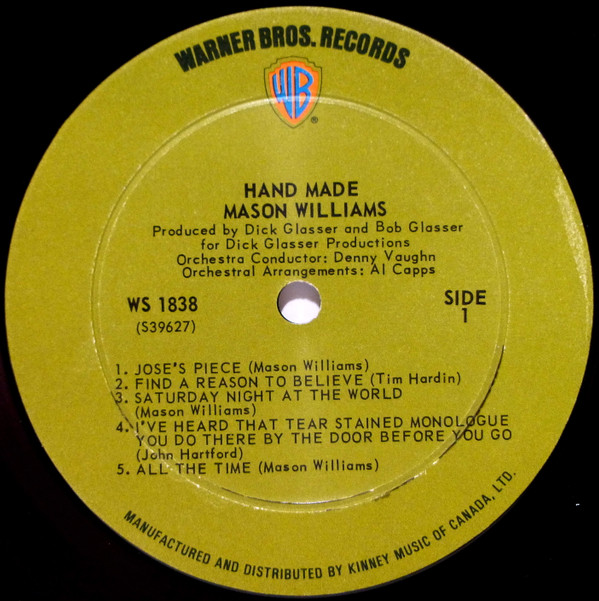 WARNER BROS. RECORDS
WB
®
HAND MADE
MASON WILLIAMS
Produced by Dick Glasser and Bob Glasser
for Dick Glasser Productions
Orchestra Conductor: Denny Vaughn
Orchestral Arrangements: Al Capps
WS 1838
(S39627)
SIDE
1
1. JOSE'S PIECE (Mason Williams)
2. FIND A REASON TO BELIEVE (Tim Hardin)
3. SATURDAY NIGHT AT THE WORLD
(Mason Williams)
4. I'VE HEARD THAT TEAR STAINED MONOLOGUE
YOU DO THERE BY THE DOOR BEFORE YOU GO
(John Hartford)
5. ALL THE TIME (Mason Williams)
MANUFACTURED AND DISTRIBUTED BY KINNEY MUSIC OF CANADA, LTD.